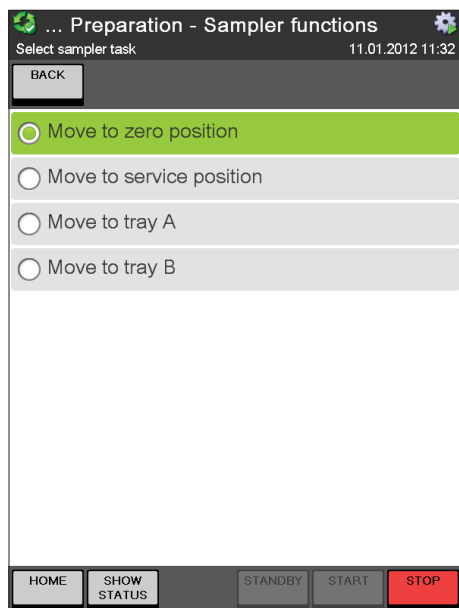 ... Preparation - Sampler functions
Select sampler task 11.01.2012 11:32
BACK
Move to zero position
Move to service position
Move to tray A
Move to tray B
HOME SHOW STATUS STANDBY START STOP